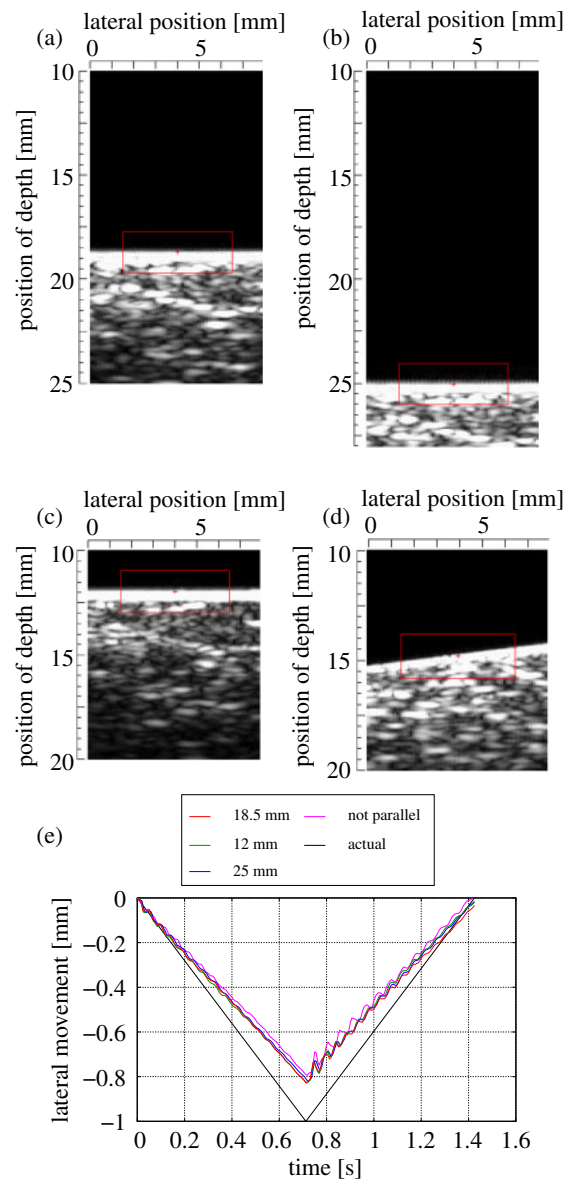 lateral position [mm]
(a)
0 5
10
15
20
25
position of depth [mm]
lateral position [mm]
(b)
0 5
10
15
20
25
position of depth [mm]
lateral position [mm]
(c)
0 5
10
15
20
position of depth [mm]
lateral position [mm]
(d)
0 5
10
15
20
position of depth [mm]
(e)
18.5 mm
12 mm
25 mm
not parallel
actual
lateral movement [mm]
0
−0.2
−0.4
−0.6
−0.8
−1
0 0.2 0.4 0.6 0.8 1 1.2 1.4 1.6
time [s]